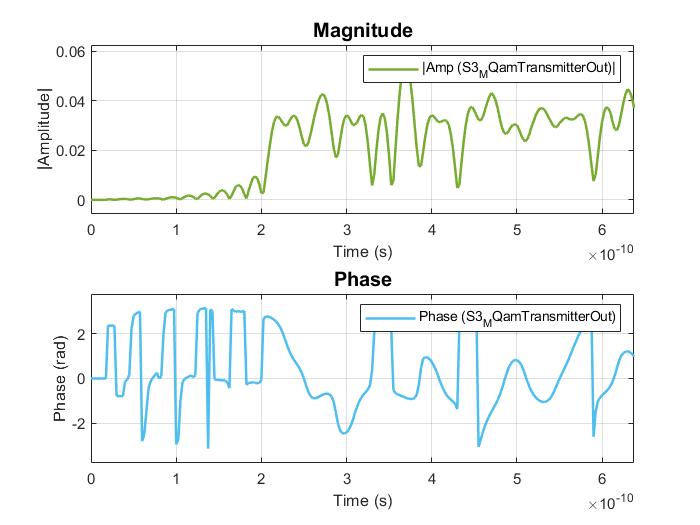 Magnitude
|Amp (S3_MQamTransmitterOut)|
0.06
0.04
0.02
0
|Amplitude|
0 1 2 3 4 5 6
Time (s)
×10^-10
Phase
Phase (S3_MQamTransmitterOut)
2
0
-2
Phase (rad)
0 1 2 3 4 5 6
Time (s)
×10^-10